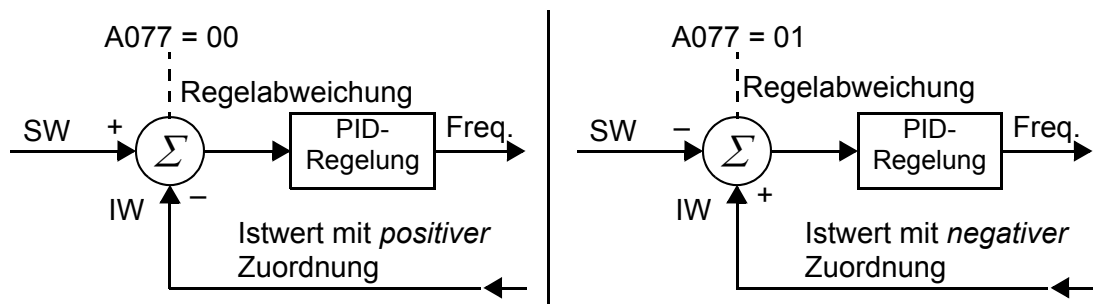 A077 = 00
Regelabweichung
SW
+
Σ
PID-
Regelung
Freq.
IW
–
Istwert mit positiver
Zuordnung
A077 = 01
Regelabweichung
SW
–
Σ
PID-
Regelung
Freq.
IW
+
Istwert mit negativer
Zuordnung